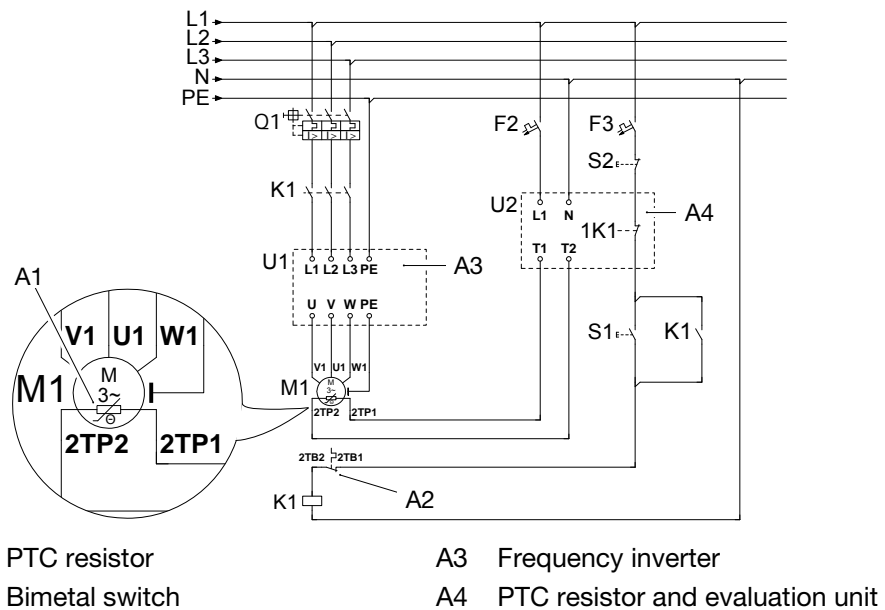 L1
L2
L3
N
PE
Q1
F2
F3
S2
K1
U2
L1 N
A4
1K1
T1 T2
U1
L1 L2 L3 PE
A3
A1
U V W PE
V1 U1 W1
S1
K1
M1
M
3~
Θ
V1 U1 W1
M1
M
3~
2TP2 2TP1
2TP2 2TP1
2TB2 2TB1
K1
A2
PTC resistor
A3 Frequency inverter
Bimetal switch
A4 PTC resistor and evaluation unit